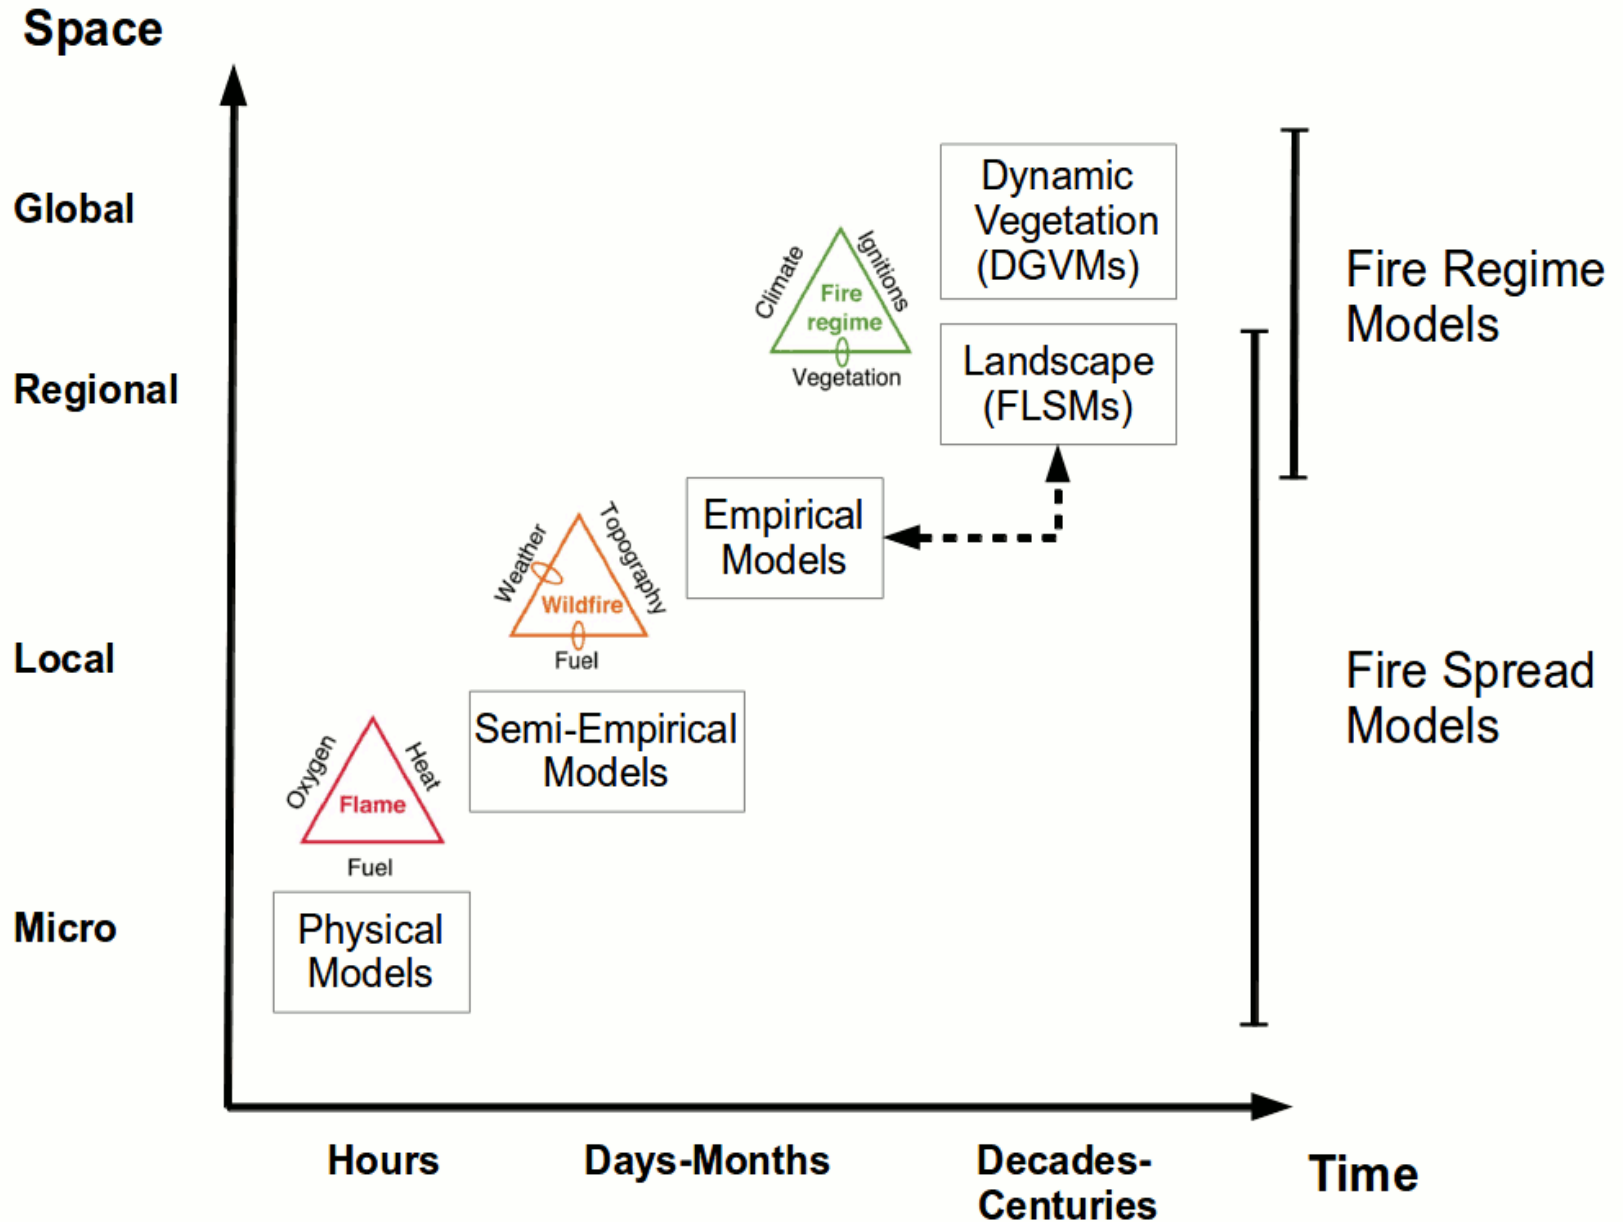 Space
Global
Regional
Local
Micro
Dynamic
Vegetation
(DGVMs)
Climate
Ignitions
Fire
regime
Vegetation
Landscape
(FLSMs)
Fire Regime
Models
Empirical
Models
Weather
Topography
Wildfire
Fuel
Semi-Empirical
Models
Fire Spread
Models
Oxygen
Heat
Flame
Fuel
Physical
Models
Hours
Days-Months
Decades-
Centuries
Time